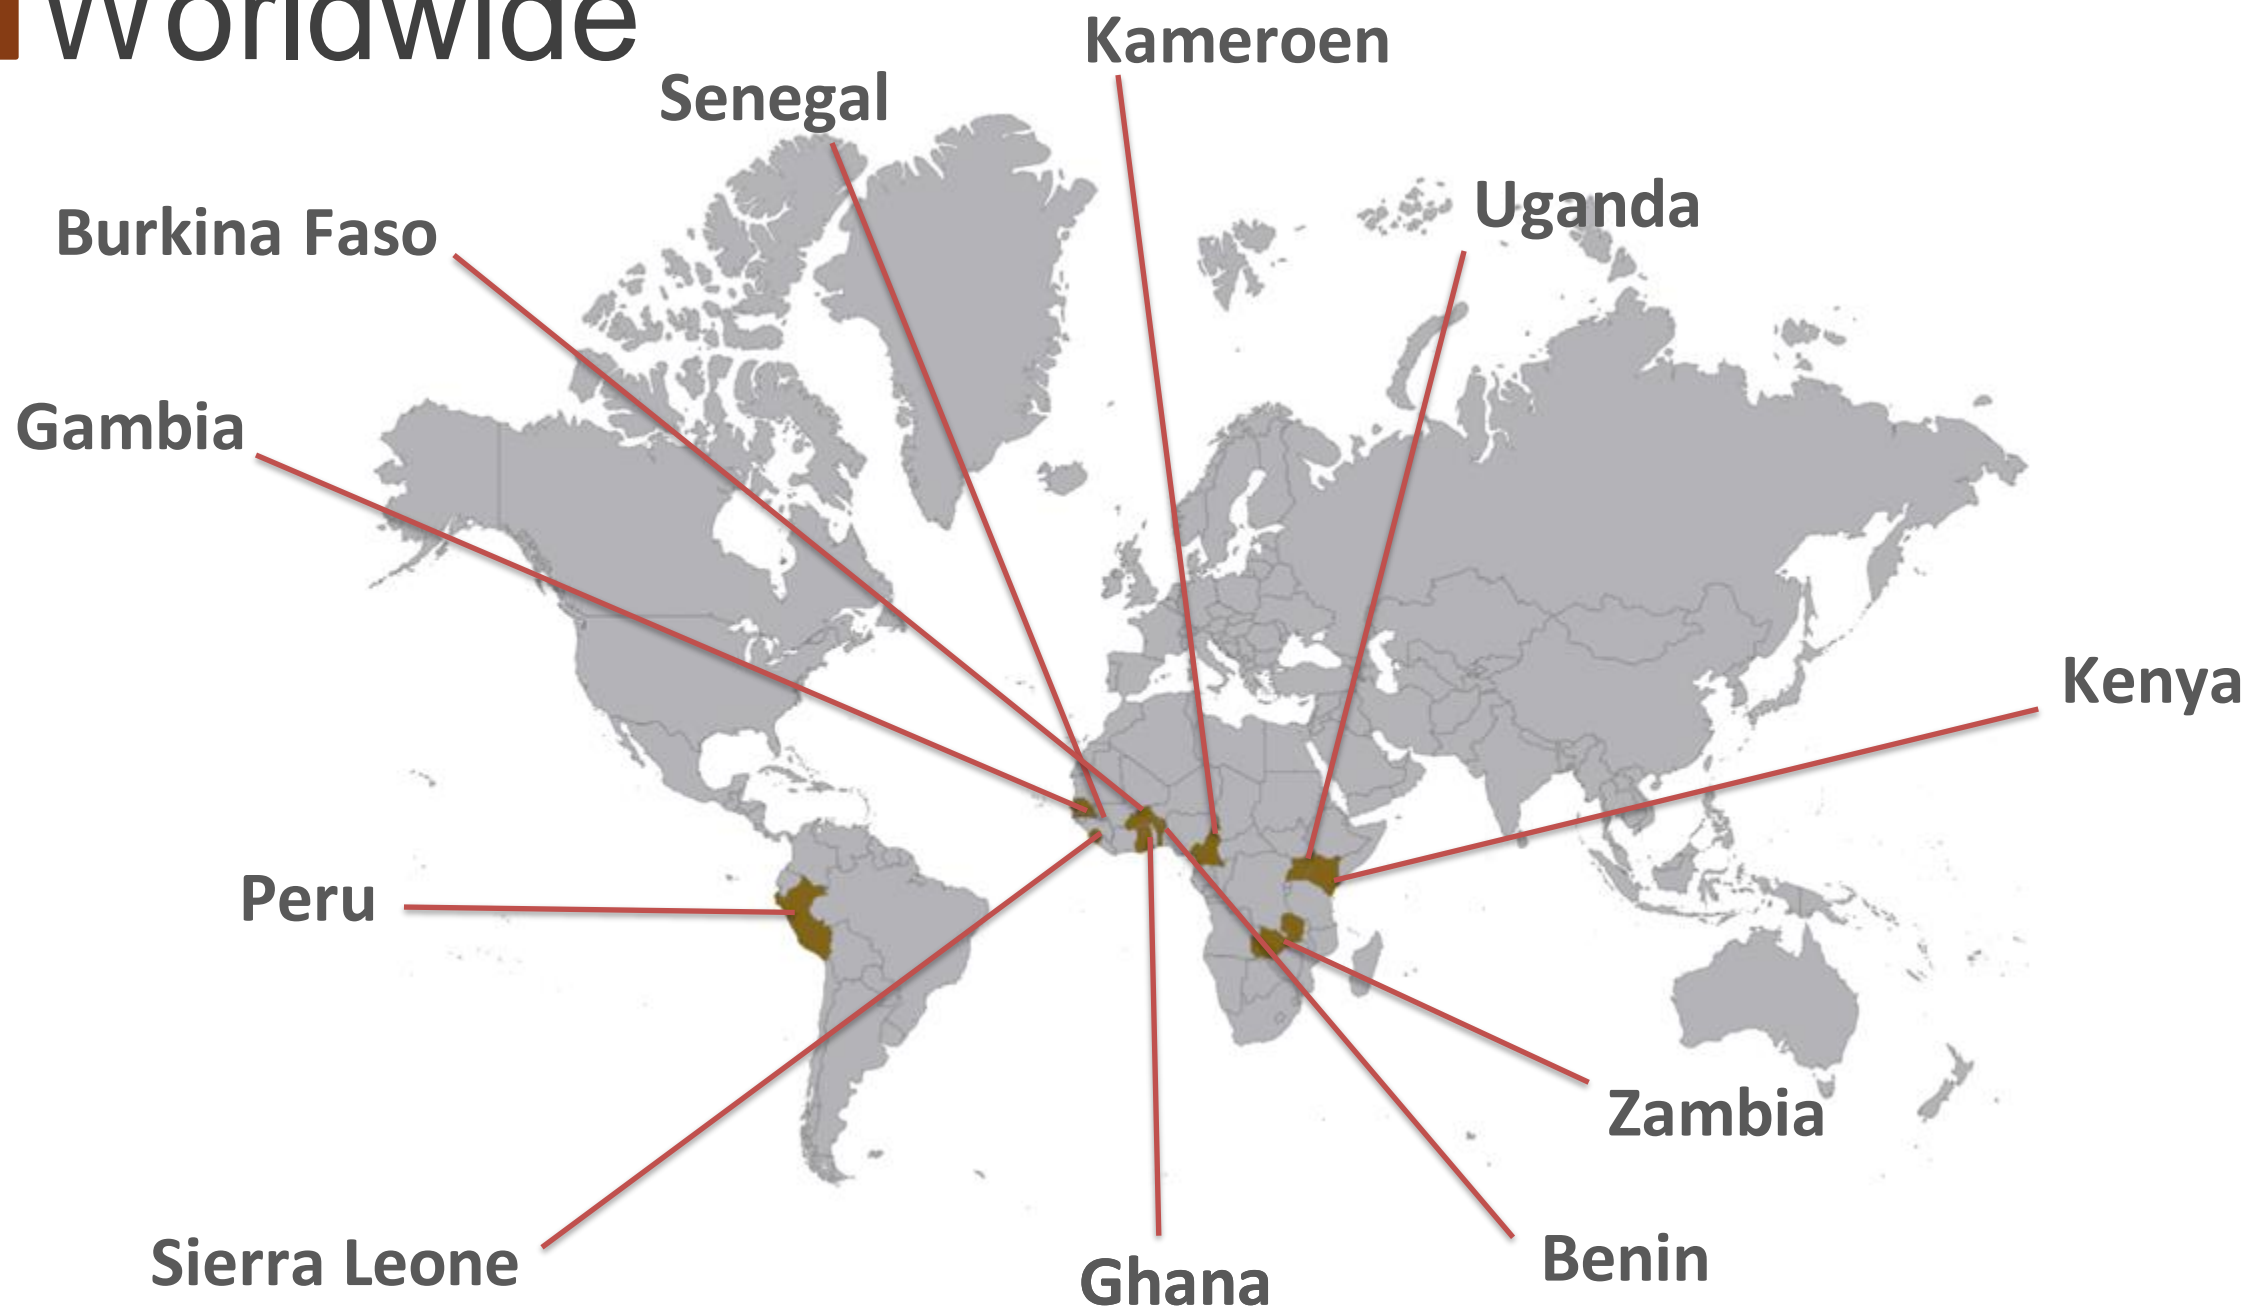 Worldwide
Kameroen
Senegal
Uganda
Burkina Faso
Gambia
Kenya
Peru
Zambia
Sierra Leone
Benin
Ghana